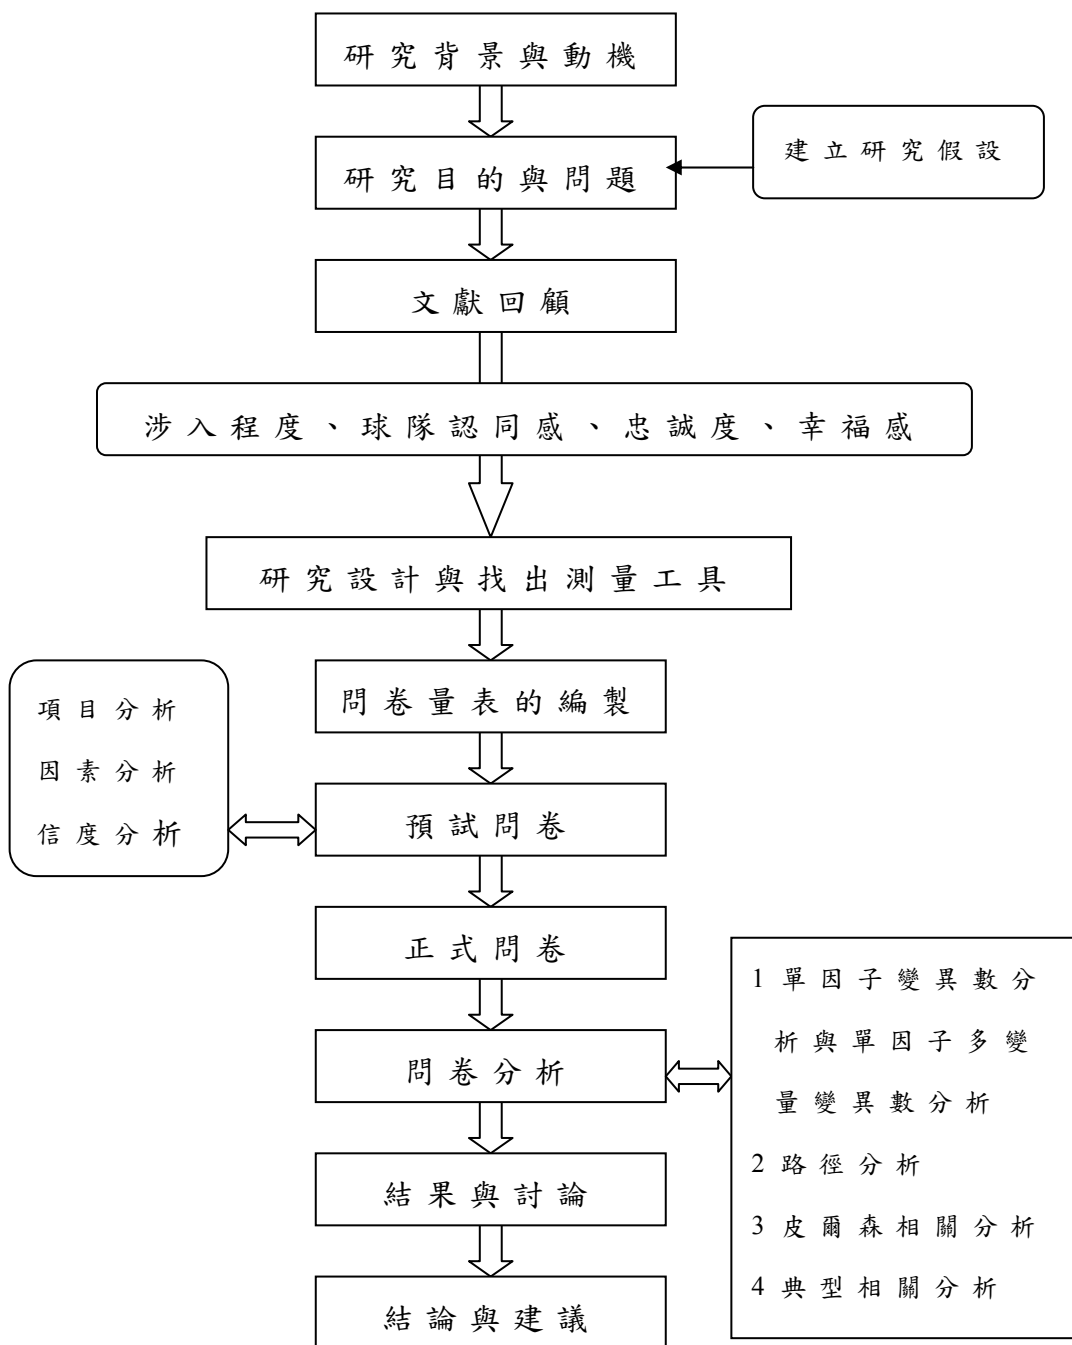 研究背景與動機
研究目的與問題
建立研究假設
文獻回顧
涉入程度、球隊認同感、忠誠度、幸福感
研究設計與找出測量工具
問卷量表的編製
項目分析
因素分析
信度分析
預試問卷
正式問卷
問卷分析
1 單因子變異數分
析與單因子多變
量變異數分析
2 路徑分析
3 皮爾森相關分析
4 典型相關分析
結果與討論
結論與建議